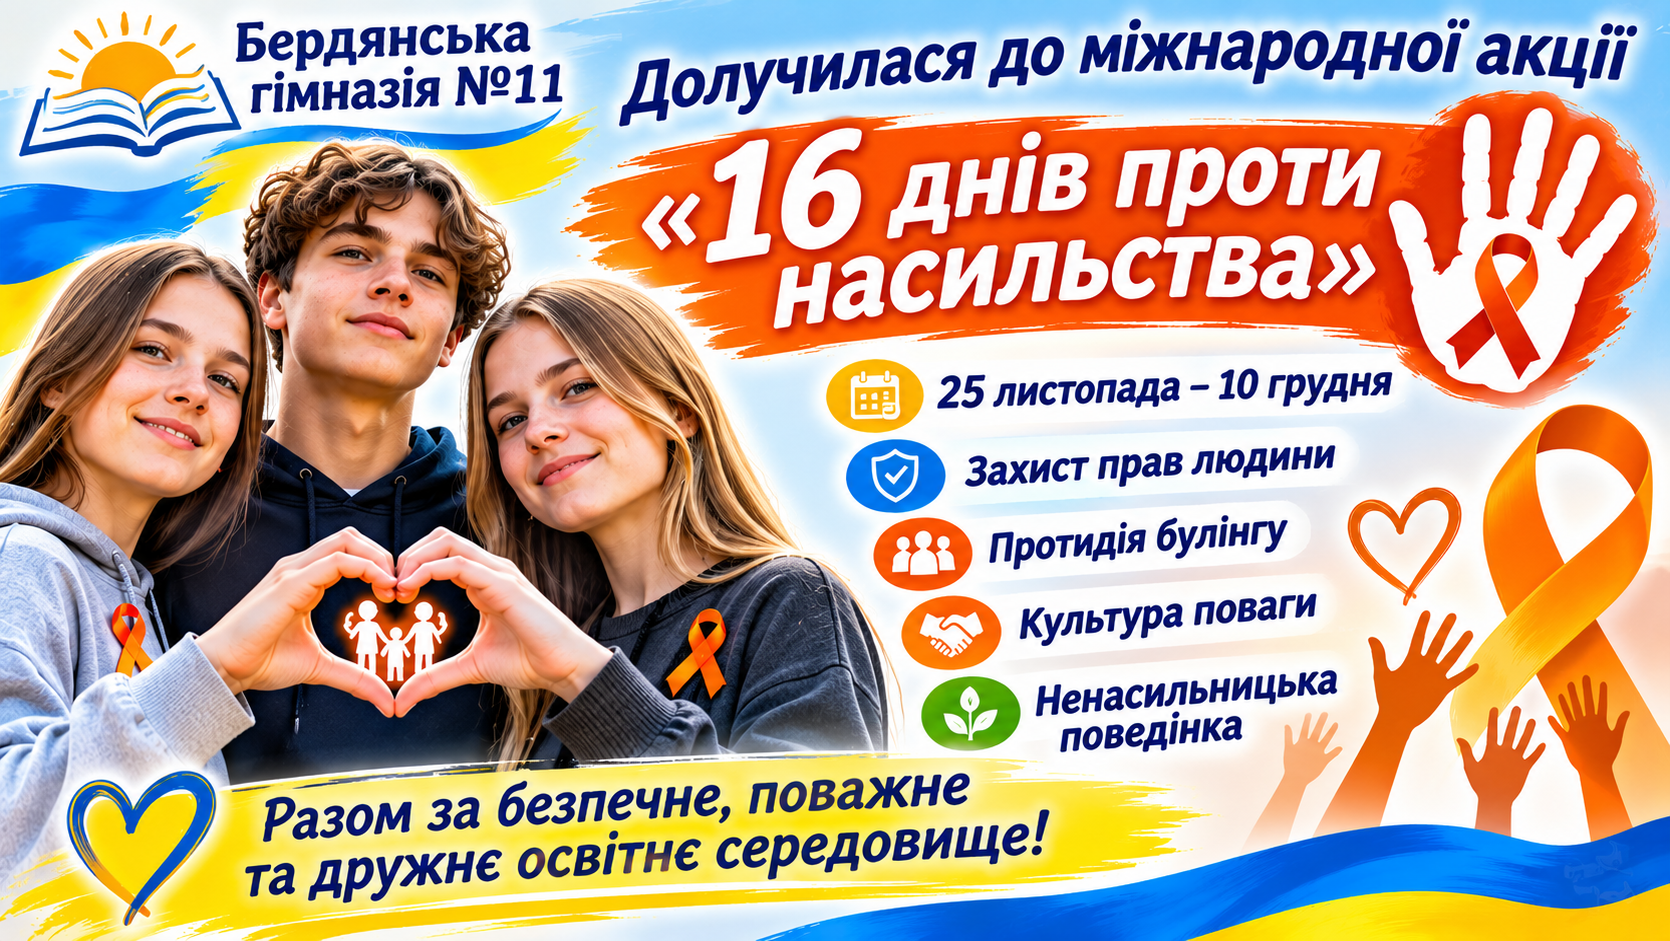 Бердянська
гімназія №11
Долучилася до міжнародної акції
«16 днів проти
насильства»
25 листопада – 10 грудня
Захист прав людини
Протидія булінгу
Культура поваги
Ненасильницька
поведінка
Разом за безпечне, поважне
та дружнє освітнє середовище!